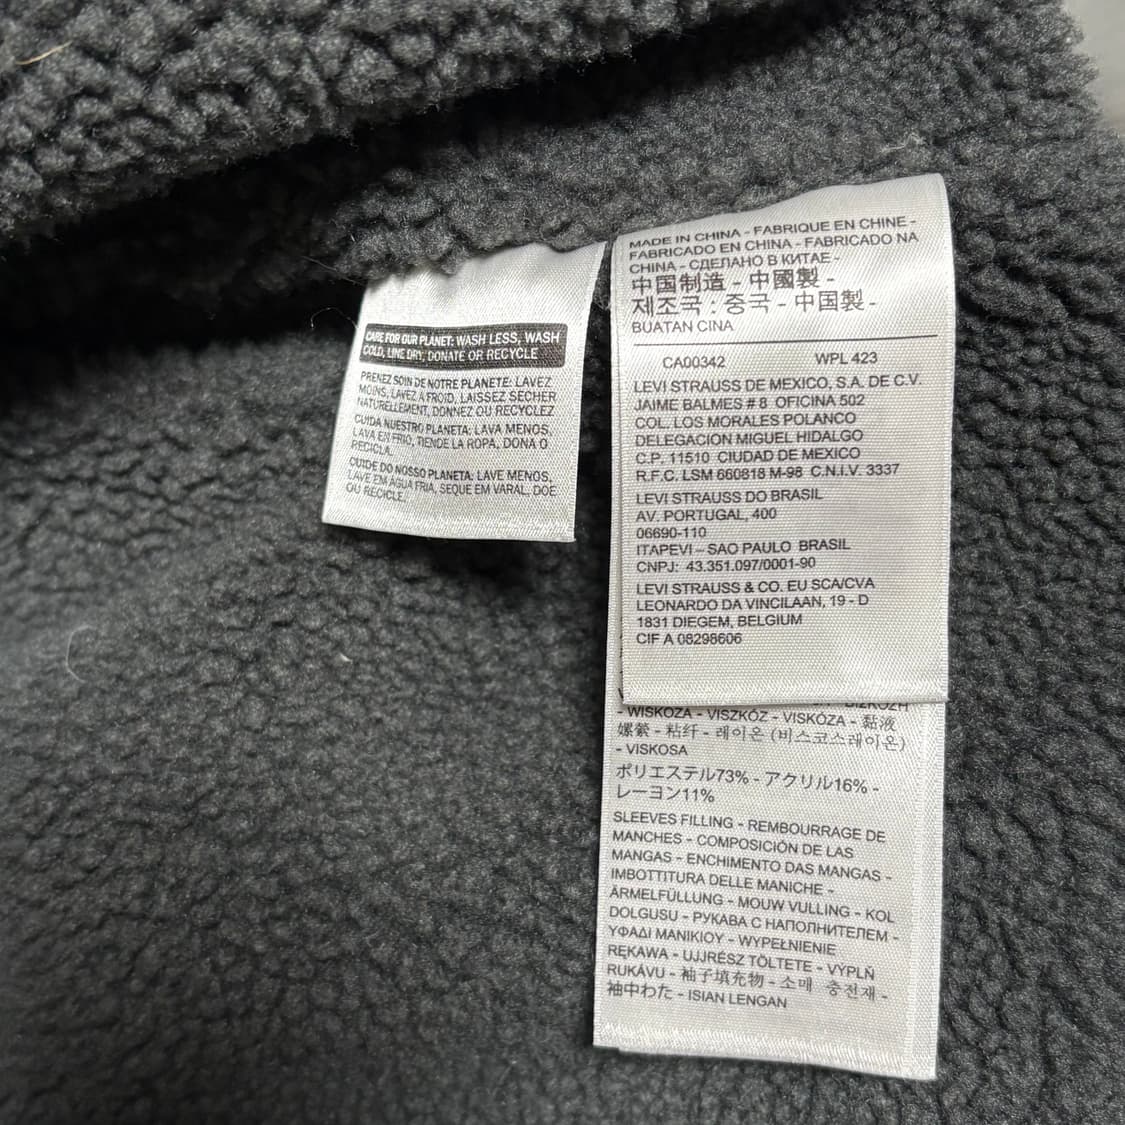 CARE FOR OUR PLANET: WASH LESS, WASH
COLD, LINE DRY, DONATE OR RECYCLE
PRENEZ SOIN DE NOTRE PLANETE: LAVEZ
MOINS, LAVEZ A FROID, LAISSEZ SECHER
NATURELLEMENT, DONNEZ OU RECYCLEZ
CUIDA NUESTRO PLANETA: LAVA MENOS,
LAVA EN FRIO, TIENDE LA ROPA, DONA O
RECICLA.
CUIDE DO NOSSO PLANETA: LAVE MENOS,
LAVE EM AGUA FRIA, SEQUE EM VARAL, DOE
OU RECICLE.
MADE IN CHINA - FABRIQUE EN CHINE -
FABRICADO EN CHINA - FABRICADO NA
CHINA - СДЕЛАНО В КИТАЕ -
中国制造 - 中國製 -
제조국 : 중국 - 中国製 -
BUATAN CINA
CA00342 WPL 423
LEVI STRAUSS DE MEXICO, S.A. DE C.V.
JAIME BALMES # 8 OFICINA 502
COL. LOS MORALES POLANCO
DELEGACION MIGUEL HIDALGO
C.P. 11510 CIUDAD DE MEXICO
R.F.C. LSM 660818 M-98 C.N.I.V. 3337
LEVI STRAUSS DO BRASIL
AV. PORTUGAL, 400
06690-110
ITAPEVI – SAO PAULO BRASIL
CNPJ: 43.351.097/0001-90
LEVI STRAUSS & CO. EU SCA/CVA
LEONARDO DA VINCILAAN, 19 - D
1831 DIEGEM, BELGIUM
CIF A 08298606
- WISKOZA - VISZKÓZ - VISKÓZA - 黏液
嫘縈 - 粘纤 - 레이온 (비스코스레이온)
- VISKOSA
ポリエステル73% - アクリル16% -
レーヨン11%
SLEEVES FILLING - REMBOURRAGE DE
MANCHES - COMPOSICIÓN DE LAS
MANGAS - ENCHIMENTO DAS MANGAS -
IMBOTTITURA DELLE MANICHE -
ÄRMELFÜLLUNG - MOUW VULLING - KOL
DOLGUSU - РУКАВА С НАПОЛНИТЕЛЕМ -
ΥΦΑΔΙ ΜΑΝΙΚΙΟΥ - WYPEŁNIENIE
RĘKAWA - UJJRÉSZ TÖLTETE - VÝPLŇ
RUKÁVU - 袖子填充物 - 소매 충전재 -
袖中わた - ISIAN LENGAN